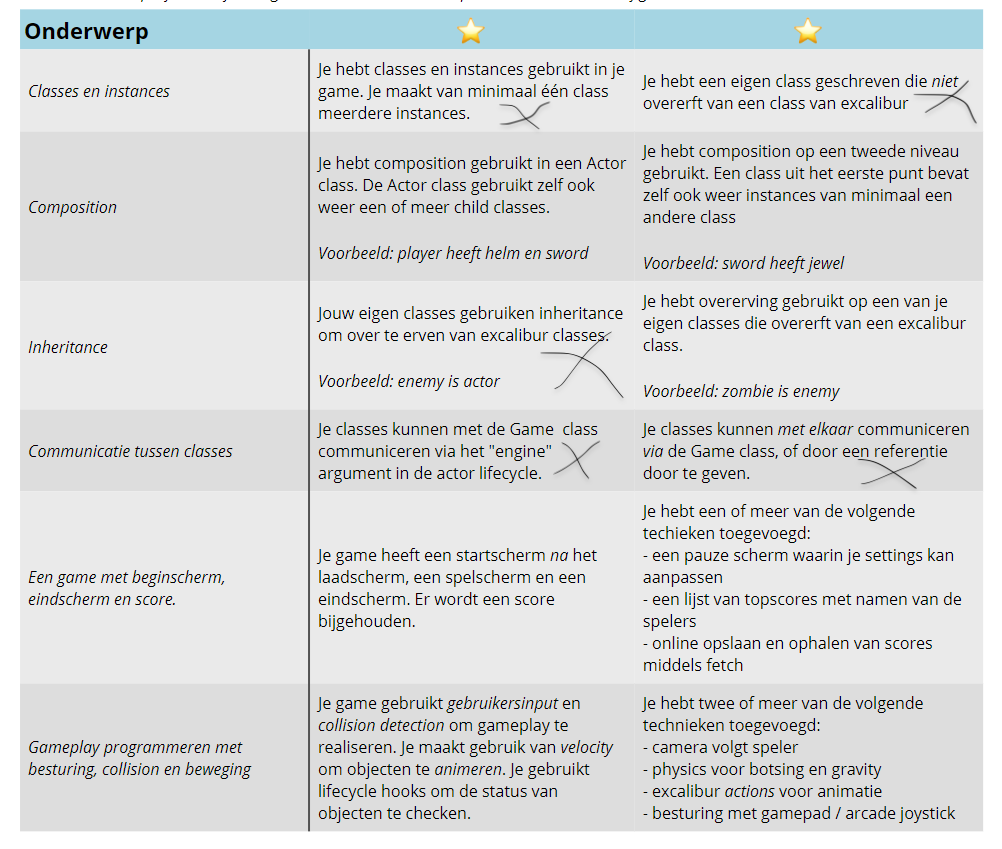 Onderwerp
Classes en instances
Je hebt classes en instances gebruikt in je
game. Je maakt van minimaal één class
meerdere instances.
Je hebt een eigen class geschreven die niet
overerft van een class van excalibur
Composition
Je hebt composition gebruikt in een Actor
class. De Actor class gebruikt zelf ook
weer een of meer child classes.
Voorbeeld: player heeft helm en sword
Je hebt composition op een tweede niveau
gebruikt. Een class uit het eerste punt bevat
zelf ook weer instances van minimaal een
andere class
Voorbeeld: sword heeft jewel
Inheritance
Jouw eigen classes gebruiken inheritance
om over te erven van excalibur classes.
Voorbeeld: enemy is actor
Je hebt overerving gebruikt op een van je
eigen classes die overerft van een excalibur
class.
Voorbeeld: zombie is enemy
Communicatie tussen classes
Je classes kunnen met de Game class
communiceren via het "engine"
argument in de actor lifecycle.
Je classes kunnen met elkaar communiceren
via de Game class, of door een referentie
door te geven.
Een game met beginscherm,
eindscherm en score.
Je game heeft een startscherm na het
laadscherm, een spelscherm en een
eindscherm. Er wordt een score
bijgehouden.
Je hebt een of meer van de volgende
techieken toegevoegd:
- een pauze scherm waarin je settings kan
aanpassen
- een lijst van topscores met namen van de
spelers
- online opslaan en ophalen van scores
middels fetch
Gameplay programmeren met
besturing, collision en beweging
Je game gebruikt gebruikersinput en
collision detection om gameplay te
realiseren. Je maakt gebruik van velocity
om objecten te animeren. Je gebruikt
lifecycle hooks om de status van
objecten te checken.
Je hebt twee of meer van de volgende
technieken toegevoegd:
- camera volgt speler
- physics voor botsing en gravity
- excalibur actions voor animatie
- besturing met gamepad / arcade joystick